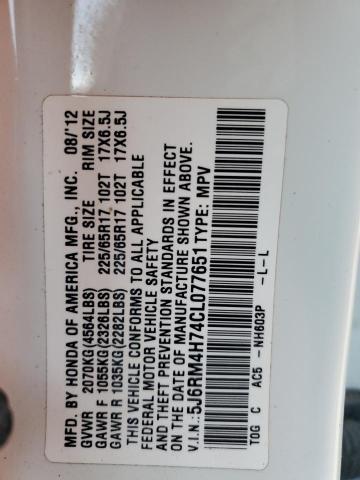 MFD.BY HONDA OF AMERICA MFG., INC. 08/'12
GVWR 2070KG(4564LBS) TIRE SIZE RIM SIZE
GAWR F 1055KG(2326LBS) 225/65R17 102T 17X6.5J
GAWR R 1035KG(2282LBS) 225/65R17 102T 17X6.5J
THIS VEHICLE CONFORMS TO ALL APPLICABLE
FEDERAL MOTOR VEHICLE SAFETY
AND THEFT PREVENTION STANDARDS IN EFFECT
ON THE DATE OF MANUFACTURE SHOWN ABOVE.
V.I.N.:5J6RM4H74CL077651 TYPE: MPV
T0G C AC5 -NH603P -L-L